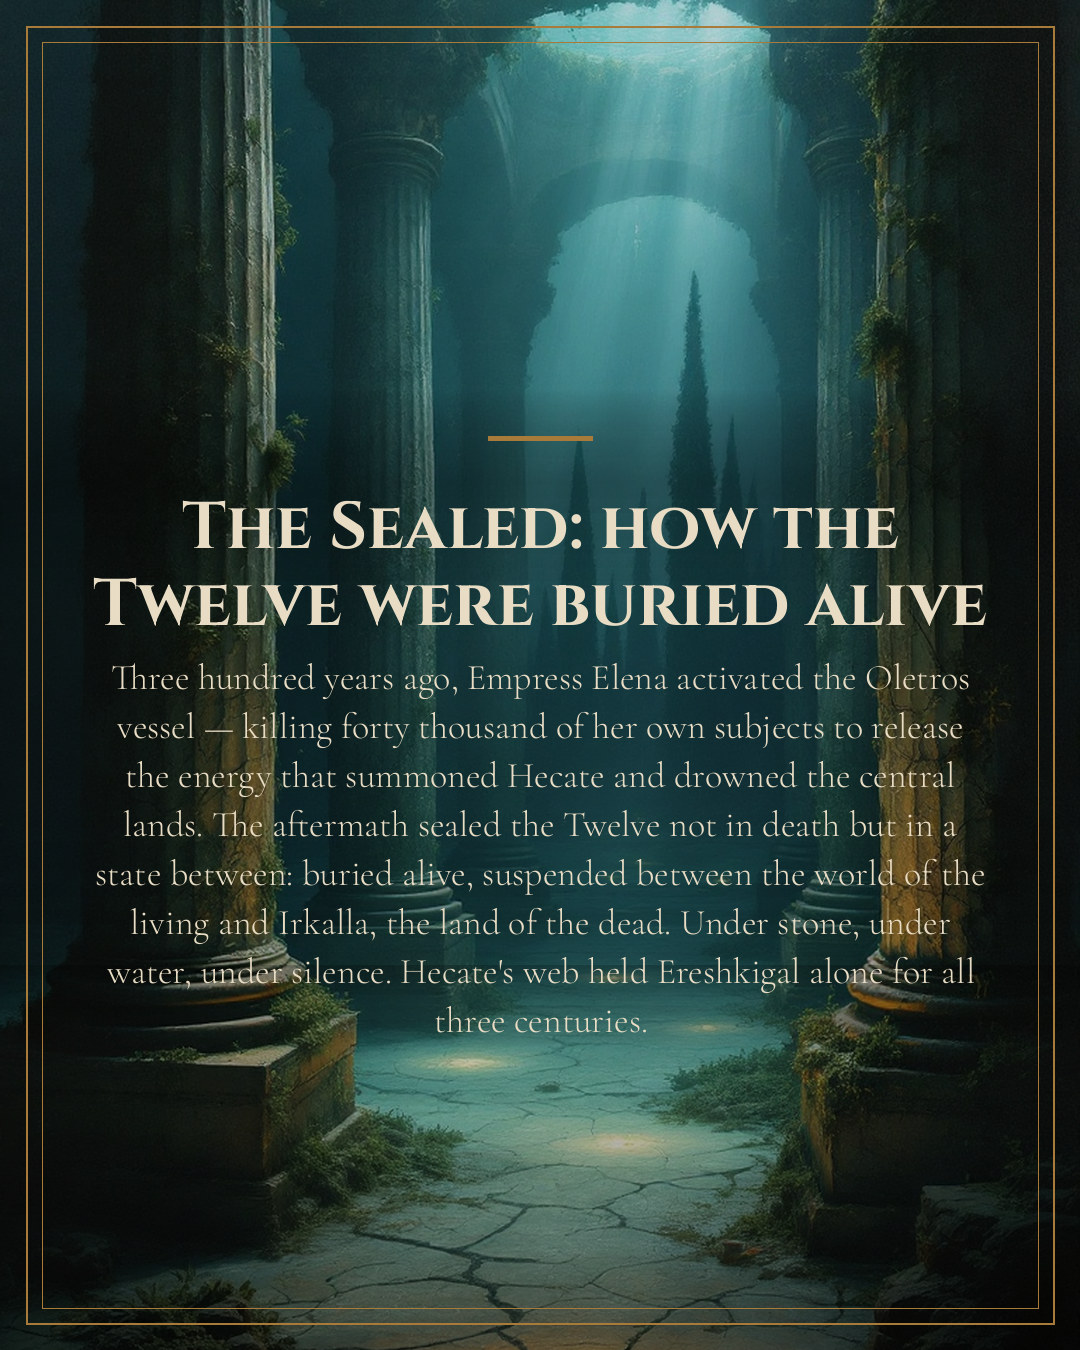 The Sealed: how the
Twelve were buried alive
Three hundred years ago, Empress Elena activated the Oletros
vessel — killing forty thousand of her own subjects to release
the energy that summoned Hecate and drowned the central
lands. The aftermath sealed the Twelve not in death but in a
state between: buried alive, suspended between the world of the
living and Irkalla, the land of the dead. Under stone, under
water, under silence. Hecate's web held Ereshkigal alone for all
three centuries.